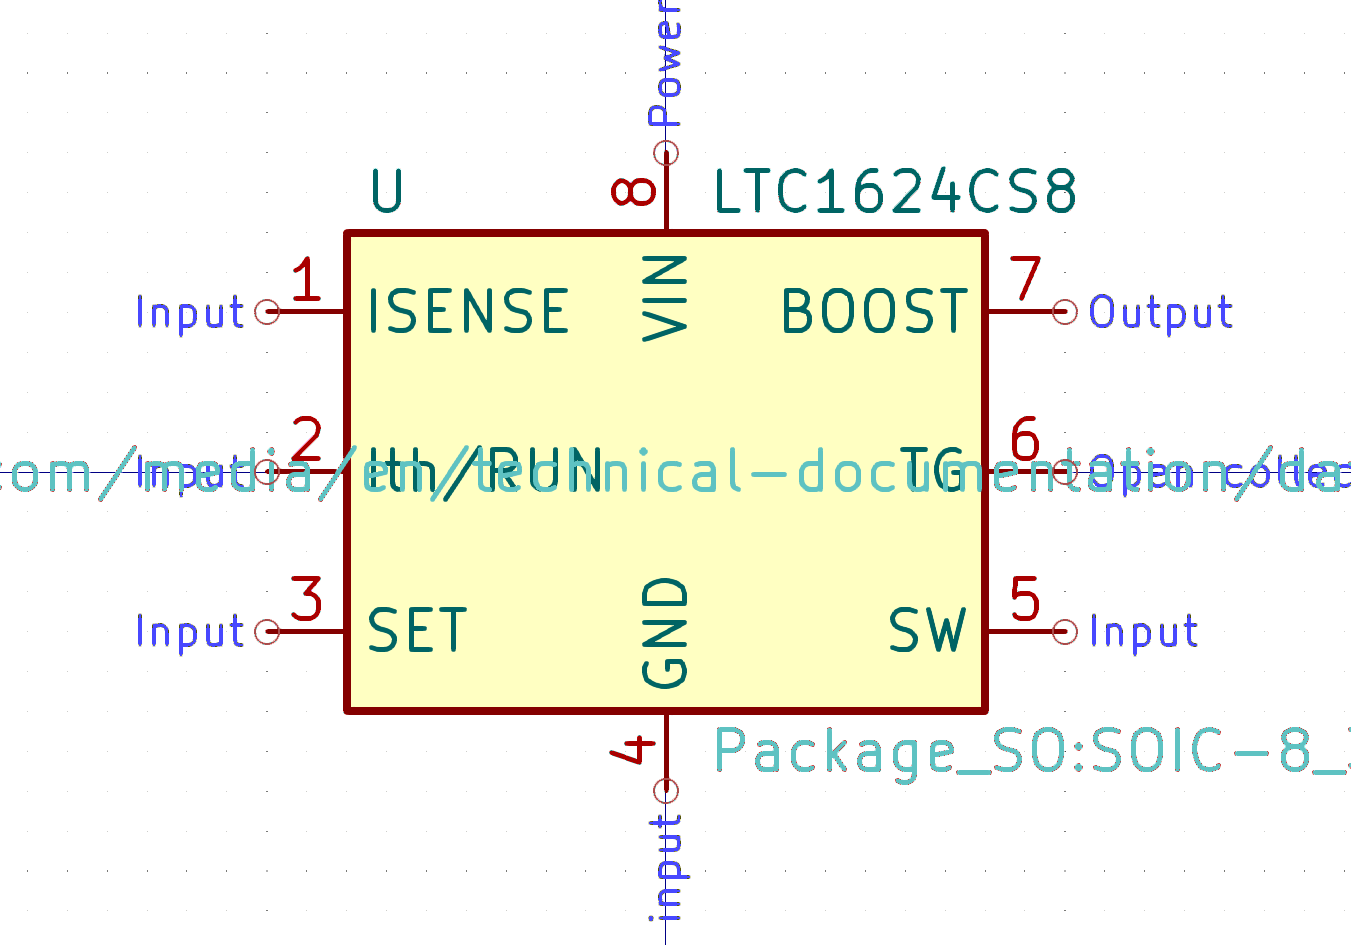 Power
8
U
LTC1624CS8
1
7
Input
ISENSE
VIN
BOOST
Output
2
6
Input
Ith/RUN
TG
Open
com/media/en/technical-documentation/da
3
5
Input
SET
GND
SW
Input
4
Package_SO:SOIC-8_
input